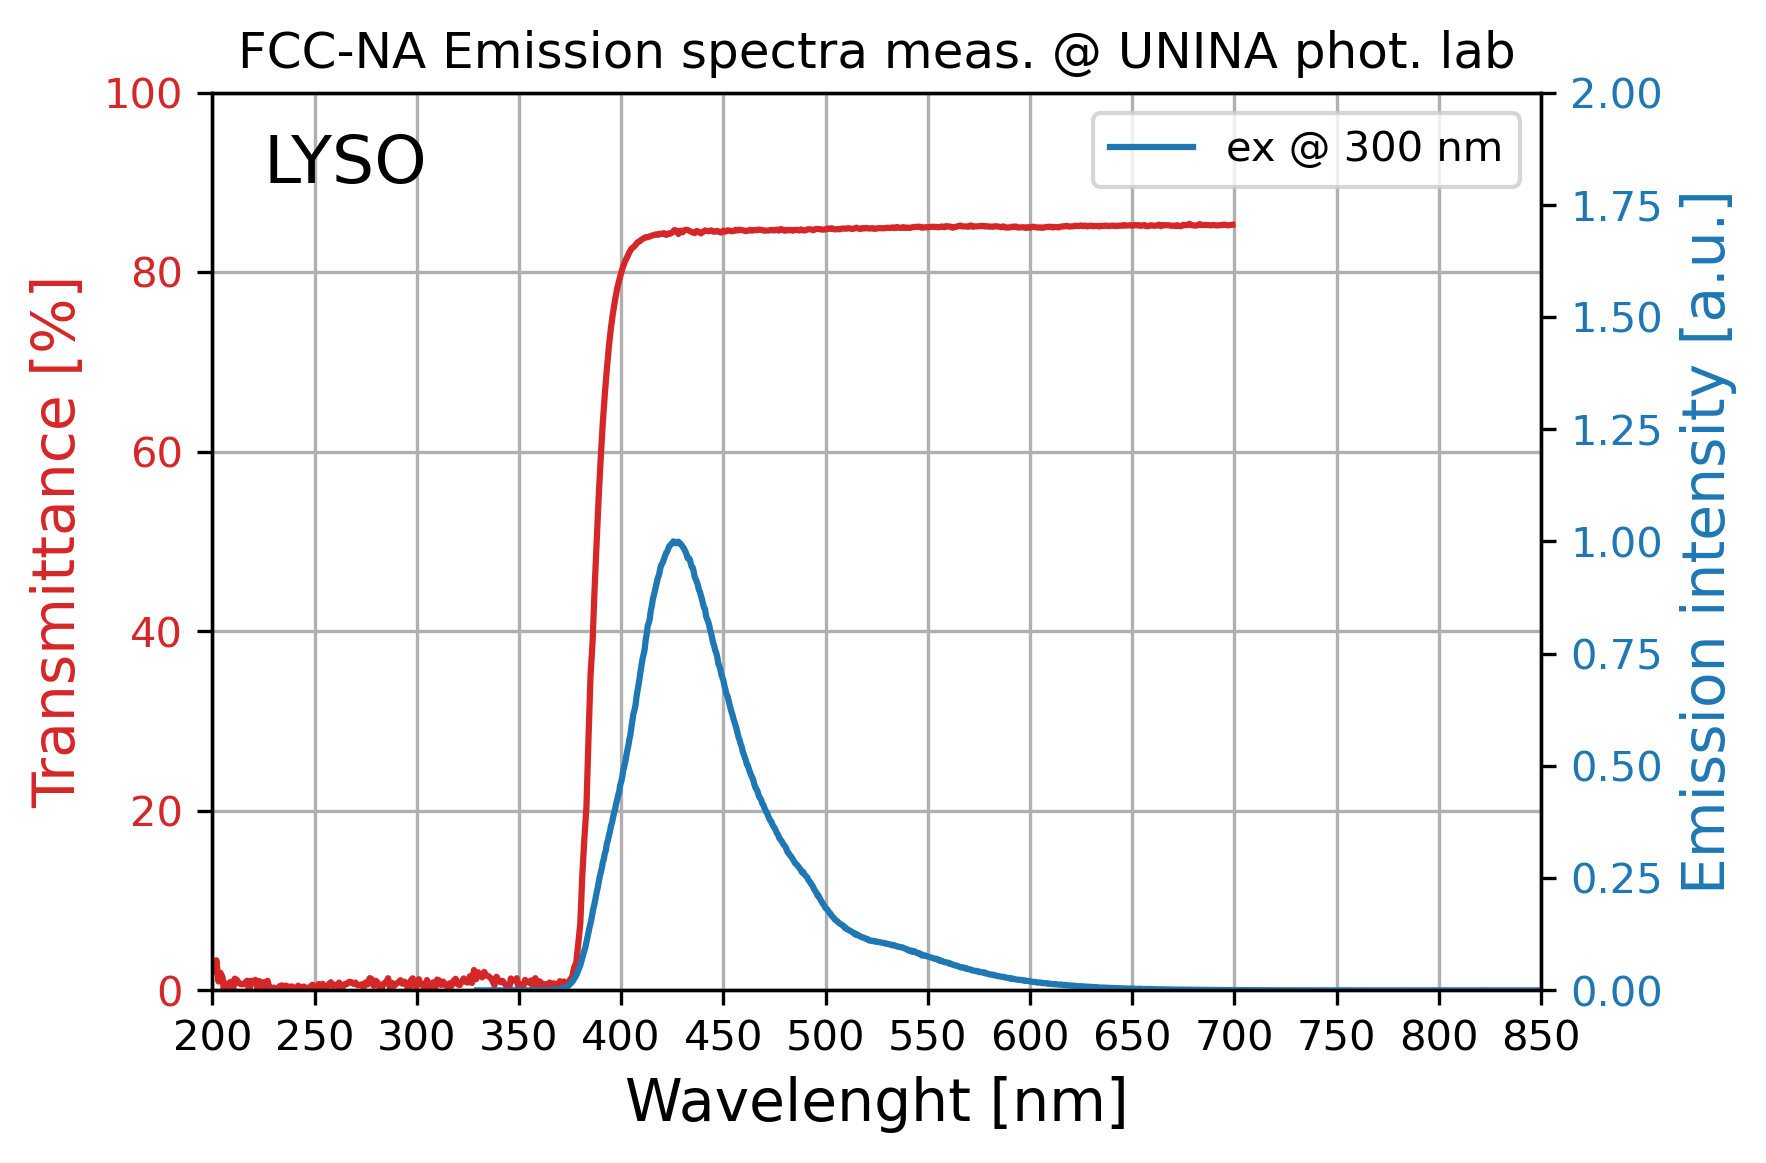 FCC-NA Emission spectra meas. @ UNINA phot. lab
LYSO
ex @ 300 nm
Transmittance [%]
100
80
60
40
20
0
Emission intensity [a.u.]
2.00
1.75
1.50
1.25
1.00
0.75
0.50
0.25
0.00
200 250 300 350 400 450 500 550 600 650 700 750 800 850
Wavelenght [nm]